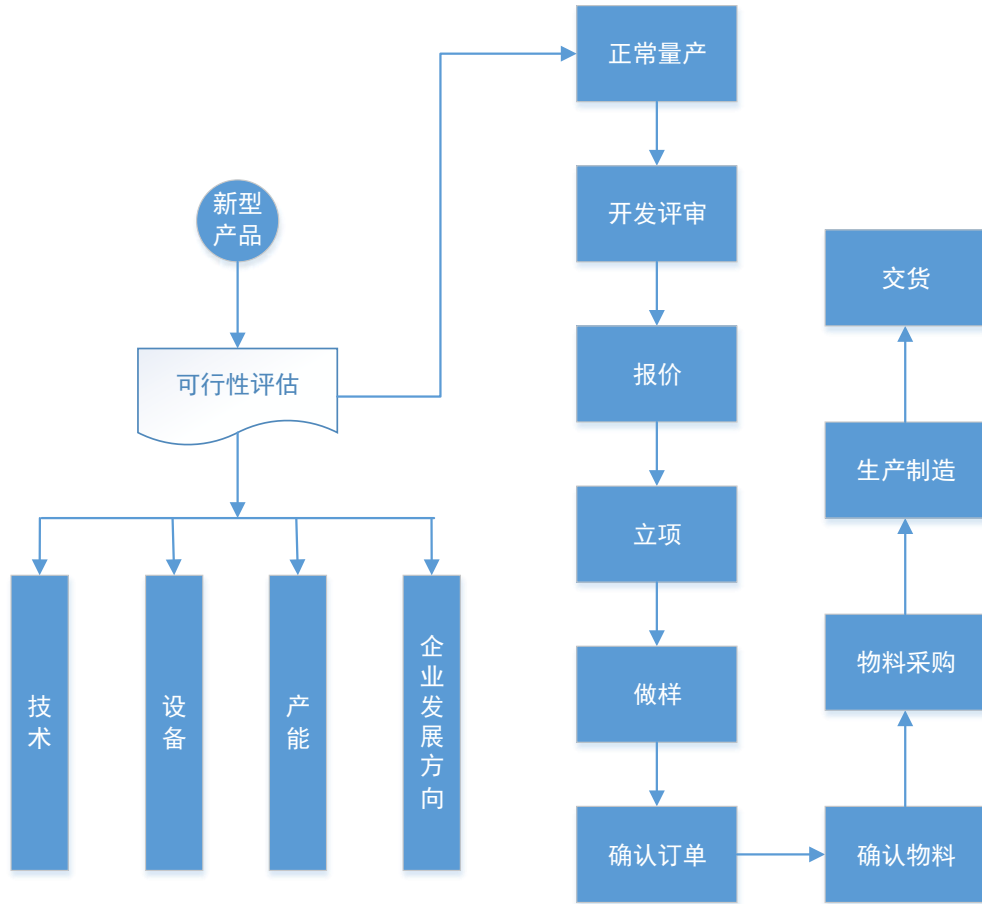 新型
产品
可行性评估
技
术
设
备
产
能
企
业
发
展
方
向
正常量产
开发评审
报价
立项
做样
确认订单
确认物料
物料采购
生产制造
交货